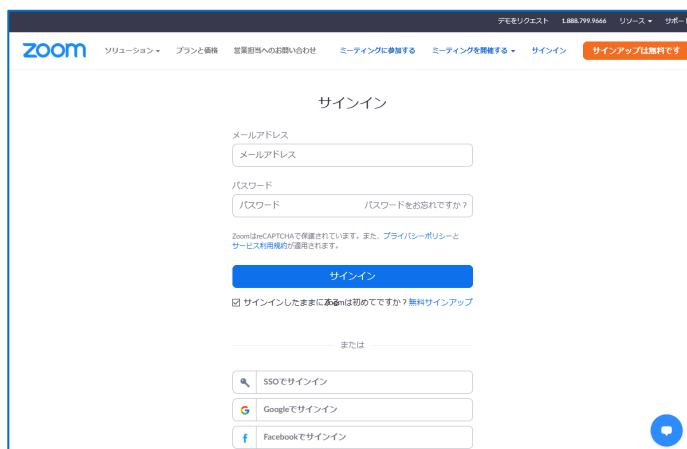 デモをリクエスト 1.888.799.9666 リソース サポート
zoom ソリューション プランと価格 営業担当へのお問い合わせ ミーティングに参加する ミーティングを開催する サインイン サインアップは無料です
サインイン
メールアドレス
メールアドレス
パスワード
パスワード パスワードをお忘れですか？
ZoomはreCAPTCHAで保護されています。また、プライバシーポリシーと
サービス利用規約が適用されます。
サインイン
サインインしたままにする Zoomは初めてですか？無料サインアップ
または
SSOでサインイン
Googleでサインイン
Facebookでサインイン